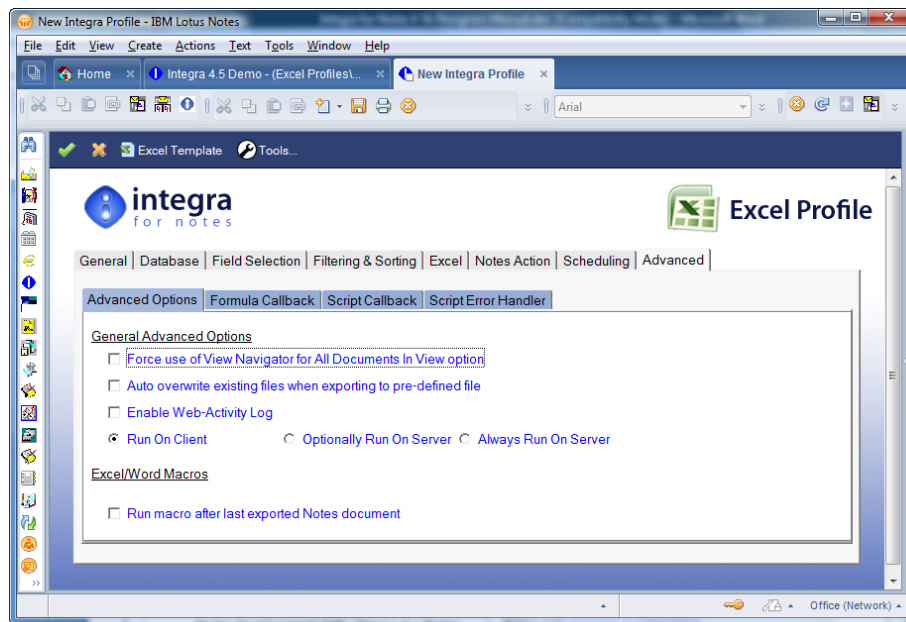 New Integra Profile - IBM Lotus Notes
File Edit View Create Actions Text Tools Window Help
Home Integra 4.5 Demo - (Excel Profiles\... New Integra Profile
Arial
Excel Template Tools...
integra
for notes
Excel Profile
General Database Field Selection Filtering & Sorting Excel Notes Action Scheduling Advanced
Advanced Options Formula Callback Script Callback Script Error Handler
General Advanced Options
Force use of View Navigator for All Documents In View option
Auto overwrite existing files when exporting to pre-defined file
Enable Web-Activity Log
Run On Client Optionally Run On Server Always Run On Server
Excel/Word Macros
Run macro after last exported Notes document
Office (Network)